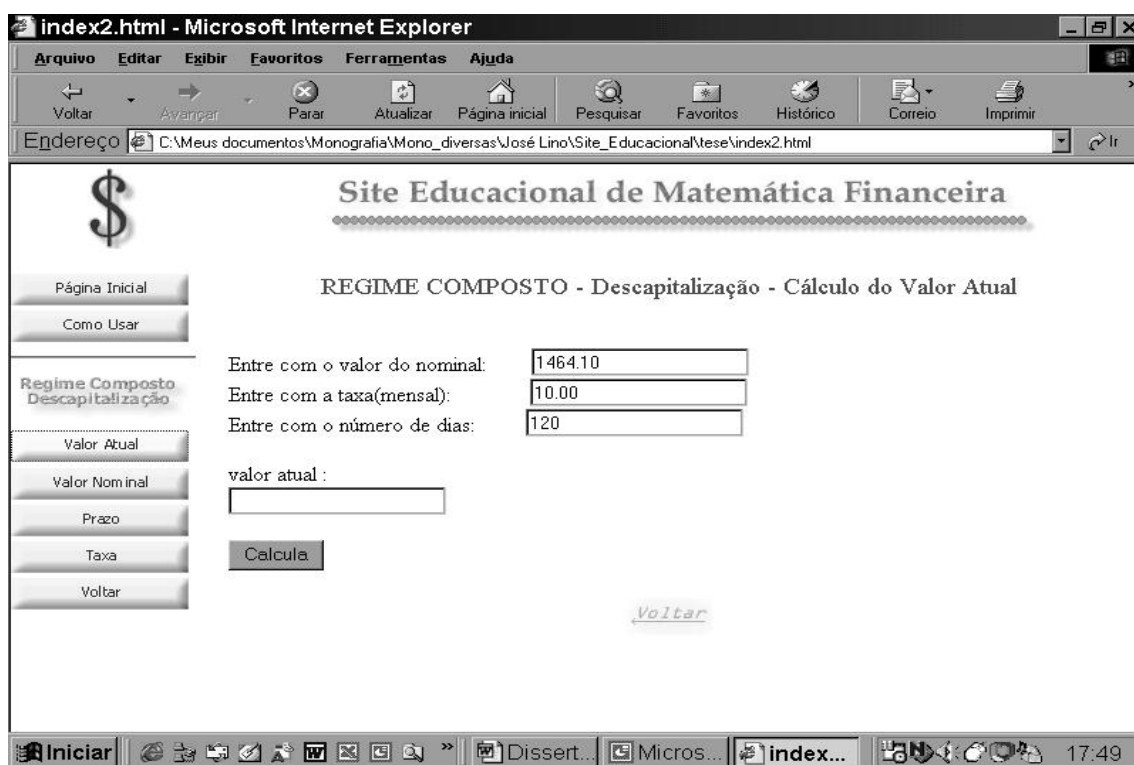 index2.html - Microsoft Internet Explorer
Arquivo Editar Exibir Favoritos Ferramentas Ajuda
Voltar Avançar Parar Atualizar Página inicial Pesquisar Favoritos Histórico Correio Imprimir »
Endereço C:\Meus documentos\Monografia\Mono_diversas\José Lino\Site_Educacional\tese\index2.html Ir
$
Site Educacional de Matemática Financeira
Página Inicial
Como Usar
Regime Composto
Descapitalização
Valor Atual
Valor Nominal
Prazo
Taxa
Voltar
REGIME COMPOSTO - Descapitalização - Cálculo do Valor Atual
Entre com o valor do nominal: 1464.10
Entre com a taxa(mensal): 10.00
Entre com o número de dias: 120
valor atual :
Calcula
Voltar
Iniciar » Dissert... Micros... index... 17:49